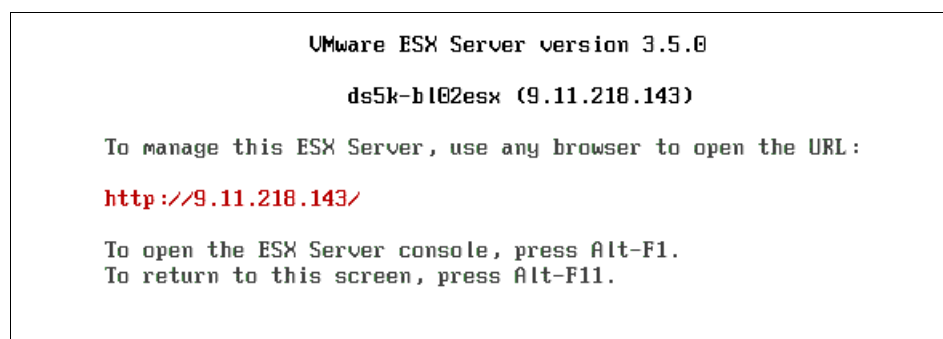 VMware ESX Server version 3.5.0
ds5k-bl02esx (9.11.218.143)
To manage this ESX Server, use any browser to open the URL:
http://9.11.218.143/
To open the ESX Server console, press Alt-F1.
To return to this screen, press Alt-F11.